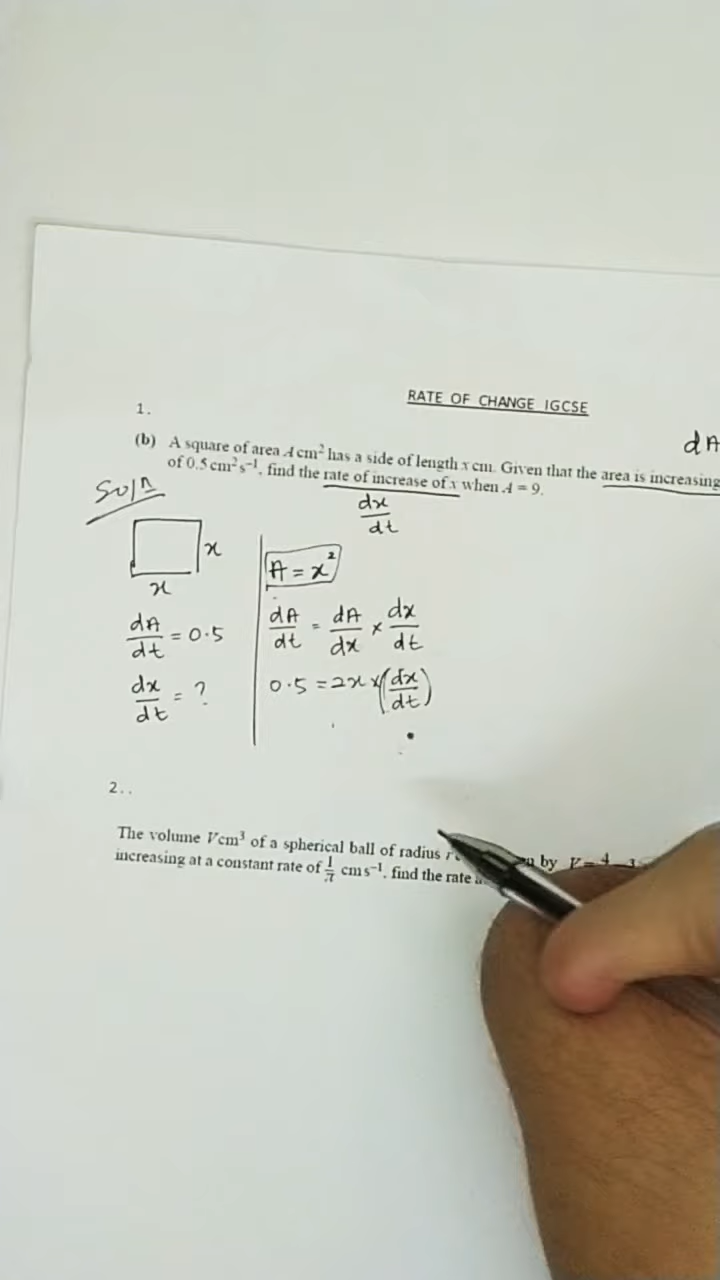 RATE OF CHANGE IGCSE
1.
dA
(b) A square of area A cm² has a side of length x cm. Given that the area is increasing
of 0.5 cm² s⁻¹, find the rate of increase of x when A = 9.
Solⁿ
dx/dt
x
x
A = x²
dA/dt = 0.5
dA/dt = dA/dx × dx/dt
dx/dt = ?
0.5 = 2x × (dx/dt)
2..
The volume V cm³ of a spherical ball of radius r by V = 4
increasing at a constant rate of 1/π cm s⁻¹, find the rate